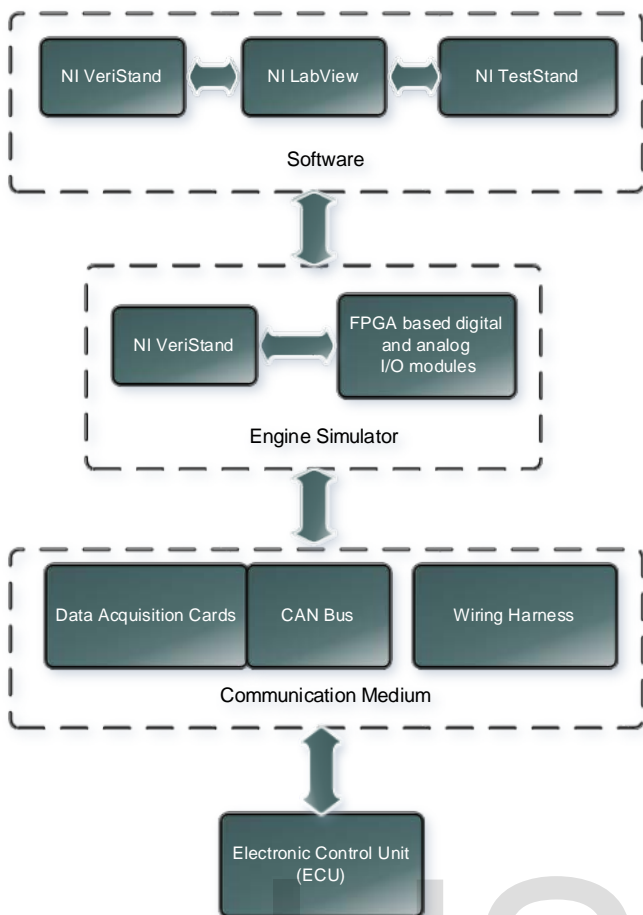 NI VeriStand
NI LabView
NI TestStand
Software
NI VeriStand
FPGA based digital
and analog
I/O modules
Engine Simulator
Data Acquisition Cards
CAN Bus
Wiring Harness
Communication Medium
Electronic Control Unit
(ECU)